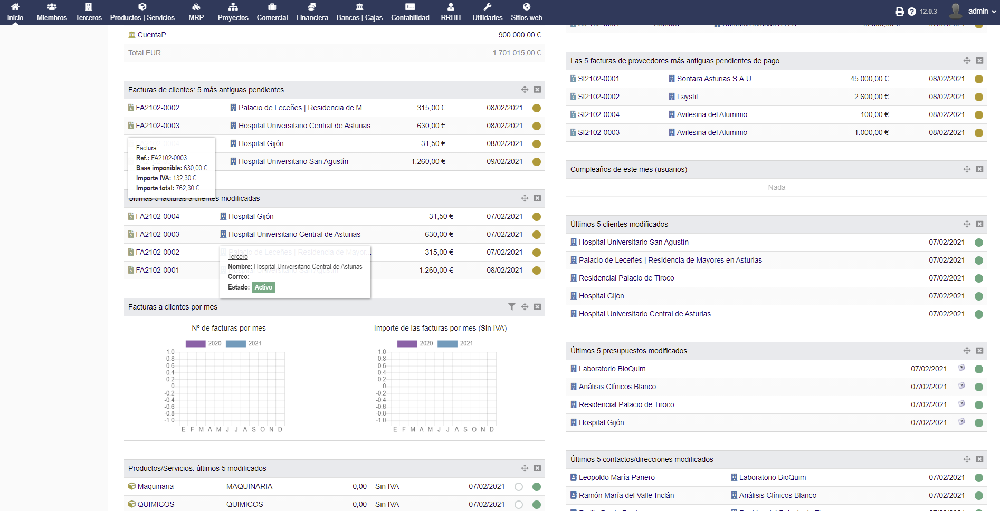 Inicio
Miembros
Terceros
Productos | Servicios
MRP
Proyectos
Comercial
Financiera
Bancos | Cajas
Contabilidad
RRHH
Utilidades
Sitios web
12.0.3
admin
CuentaP 900.000,00 €
Total EUR 1.701.015,00 €
Facturas de clientes: 5 más antiguas pendientes
FA2102-0002 Palacio de Leceñes | Residencia de M... 315,00 € 08/02/2021
FA2102-0003 Hospital Universitario Central de Asturias 630,00 € 08/02/2021
Hospital Gijón 31,50 € 08/02/2021
Hospital Universitario San Agustín 1.260,00 € 09/02/2021
Factura
Ref.: FA2102-0003
Base imponible: 630,00 €
Importe IVA: 132,30 €
Importe total: 762,30 €
Últimas 5 facturas a clientes modificadas
FA2102-0004 Hospital Gijón 31,50 € 07/02/2021
FA2102-0003 Hospital Universitario Central de Asturias 630,00 € 07/02/2021
FA2102-0002 Palacio de Leceñes | Residencia de Mayor... 315,00 € 07/02/2021
FA2102-0001 1.260,00 € 08/02/2021
Tercero
Nombre: Hospital Universitario Central de Asturias
Correo:
Estado: Activo
Facturas a clientes por mes
Nº de facturas por mes
2020 2021
1.0
0.8
0.6
0.4
0.2
0
-0.2
-0.4
-0.6
-0.8
-1.0
E F M A M J J A S O N D
Importe de las facturas por mes (Sin IVA)
2020 2021
1.0
0.8
0.6
0.4
0.2
0
-0.2
-0.4
-0.6
-0.8
-1.0
E F M A M J J A S O N D
Productos/Servicios: últimos 5 modificados
Maquinaria MAQUINARIA 0,00 Sin IVA 07/02/2021
QUIMICOS QUIMICOS 0,00 Sin IVA 07/02/2021
SI2102-0001 Sontara Sontara Asturias S.A.U. 07/02/2021
Las 5 facturas de proveedores más antiguas pendientes de pago
SI2102-0001 Sontara Asturias S.A.U. 45.000,00 € 08/02/2021
SI2102-0002 Laystil 2.600,00 € 08/02/2021
SI2102-0004 Avilesina del Aluminio 100,00 € 08/02/2021
SI2102-0003 Avilesina del Aluminio 1.000,00 € 08/02/2021
Cumpleaños de este mes (usuarios)
Nada
Últimos 5 clientes modificados
Hospital Universitario San Agustín 07/02/2021
Palacio de Leceñes | Residencia de Mayores en Asturias 07/02/2021
Residencial Palacio de Tiroco 07/02/2021
Hospital Gijón 07/02/2021
Hospital Universitario Central de Asturias 07/02/2021
Últimos 5 presupuestos modificados
Laboratorio BioQuim 07/02/2021
Análisis Clínicos Blanco 07/02/2021
Residencial Palacio de Tiroco 07/02/2021
Hospital Gijón 07/02/2021
Últimos 5 contactos/direcciones modificados
Leopoldo María Panero Laboratorio BioQuim 07/02/2021
Ramón María del Valle-Inclán Análisis Clínicos Blanco 07/02/2021